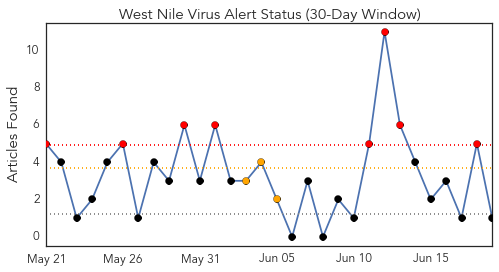 West Nile Virus Alert Status (30-Day Window)
Articles Found
10
8
6
4
2
0
May 21 May 26 May 31 Jun 05 Jun 10 Jun 15